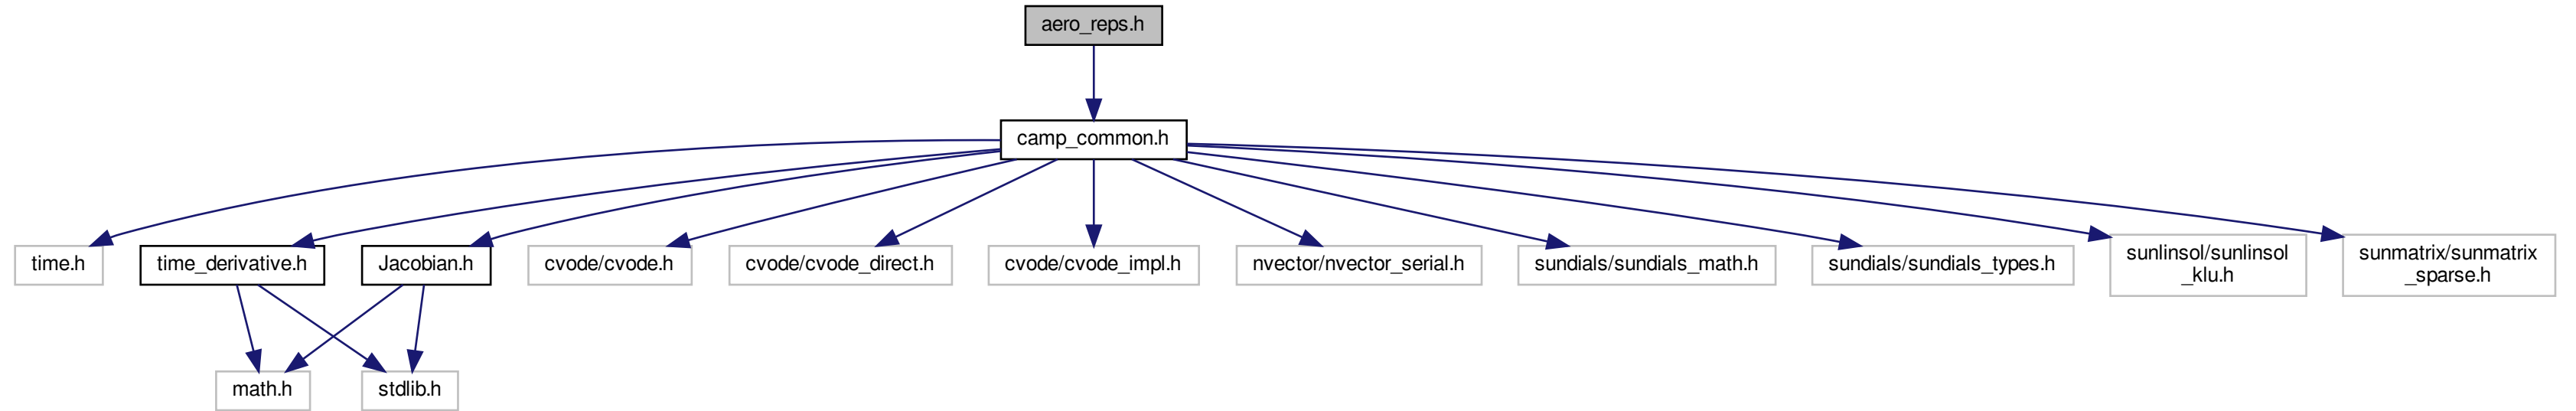 aero_reps.h
camp_common.h
time.h
time_derivative.h
Jacobian.h
cvode/cvode.h
cvode/cvode_direct.h
cvode/cvode_impl.h
nvector/nvector_serial.h
sundials/sundials_math.h
sundials/sundials_types.h
sunlinsol/sunlinsol
_klu.h
sunmatrix/sunmatrix
_sparse.h
math.h
stdlib.h